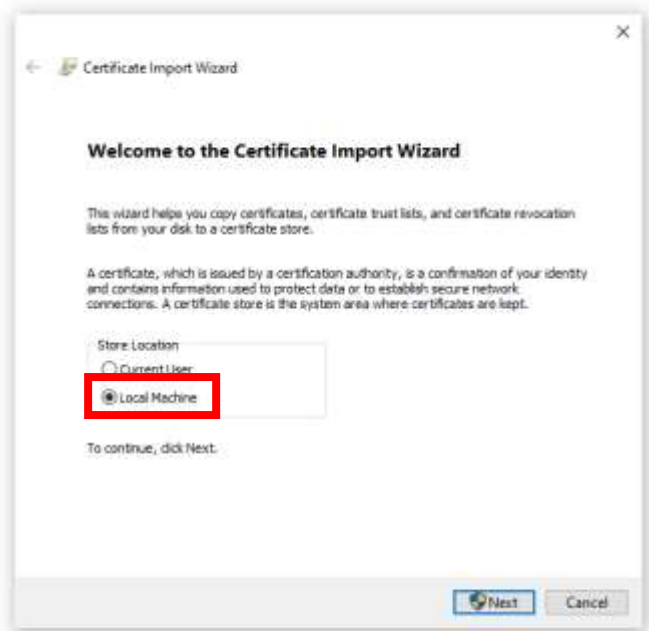 Certificate Import Wizard
Welcome to the Certificate Import Wizard
This wizard helps you copy certificates, certificate trust lists, and certificate revocation
lists from your disk to a certificate store.
A certificate, which is issued by a certification authority, is a confirmation of your identity
and contains information used to protect data or to establish secure network
connections. A certificate store is the system area where certificates are kept.
Store Location
Current User
Local Machine
To continue, click Next.
Next
Cancel